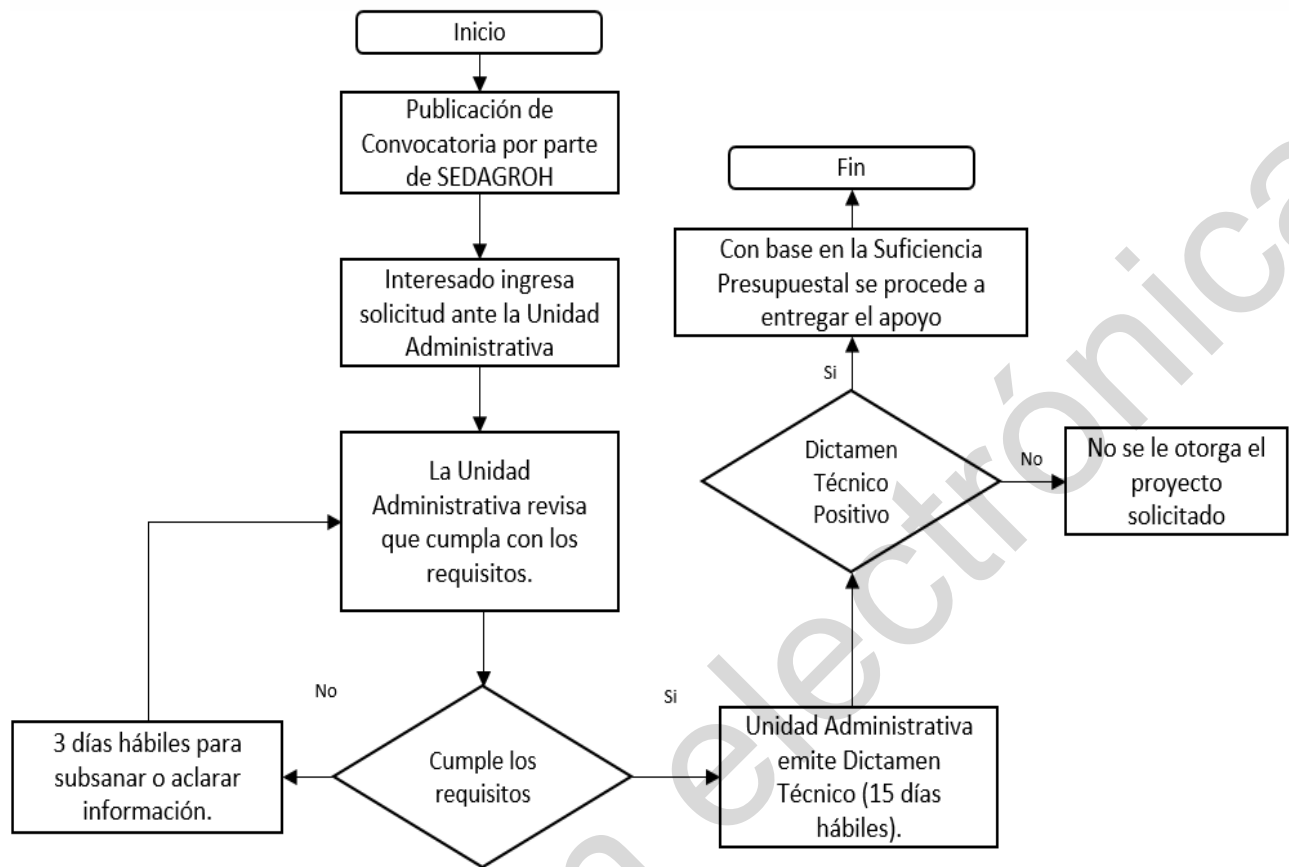 Inicio
Publicación de
Convocatoria por parte
de SEDAGROH
Interesado ingresa
solicitud ante la Unidad
Administrativa
La Unidad
Administrativa revisa
que cumpla con los
requisitos.
Cumple los
requisitos
No
3 días hábiles para
subsanar o aclarar
información.
Si
Unidad Administrativa
emite Dictamen
Técnico (15 días
hábiles).
Dictamen
Técnico
Positivo
No
No se le otorga el
proyecto
solicitado
Si
Con base en la Suficiencia
Presupuestal se procede a
entregar el apoyo
Fin
electrónica